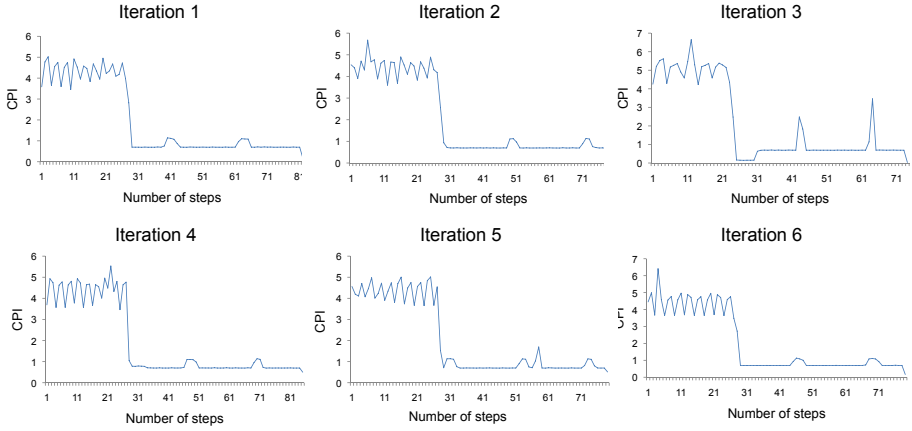 Iteration 1
6
5
4
3
2
1
0
CPI
1 11 21 31 41 51 61 71 81
Number of steps
Iteration 2
6
5
4
3
2
1
0
CPI
1 11 21 31 41 51 61 71
Number of steps
Iteration 3
7
6
5
4
3
2
1
0
CPI
1 11 21 31 41 51 61 71
Number of steps
Iteration 4
6
5
4
3
2
1
0
CPI
1 11 21 31 41 51 61 71
Number of steps
Iteration 5
6
5
4
3
2
1
0
CPI
1 11 21 31 41 51 61 71
Number of steps
Iteration 6
7
6
5
4
3
2
1
0
CPI
1 11 21 31 41 51 61 71
Number of steps